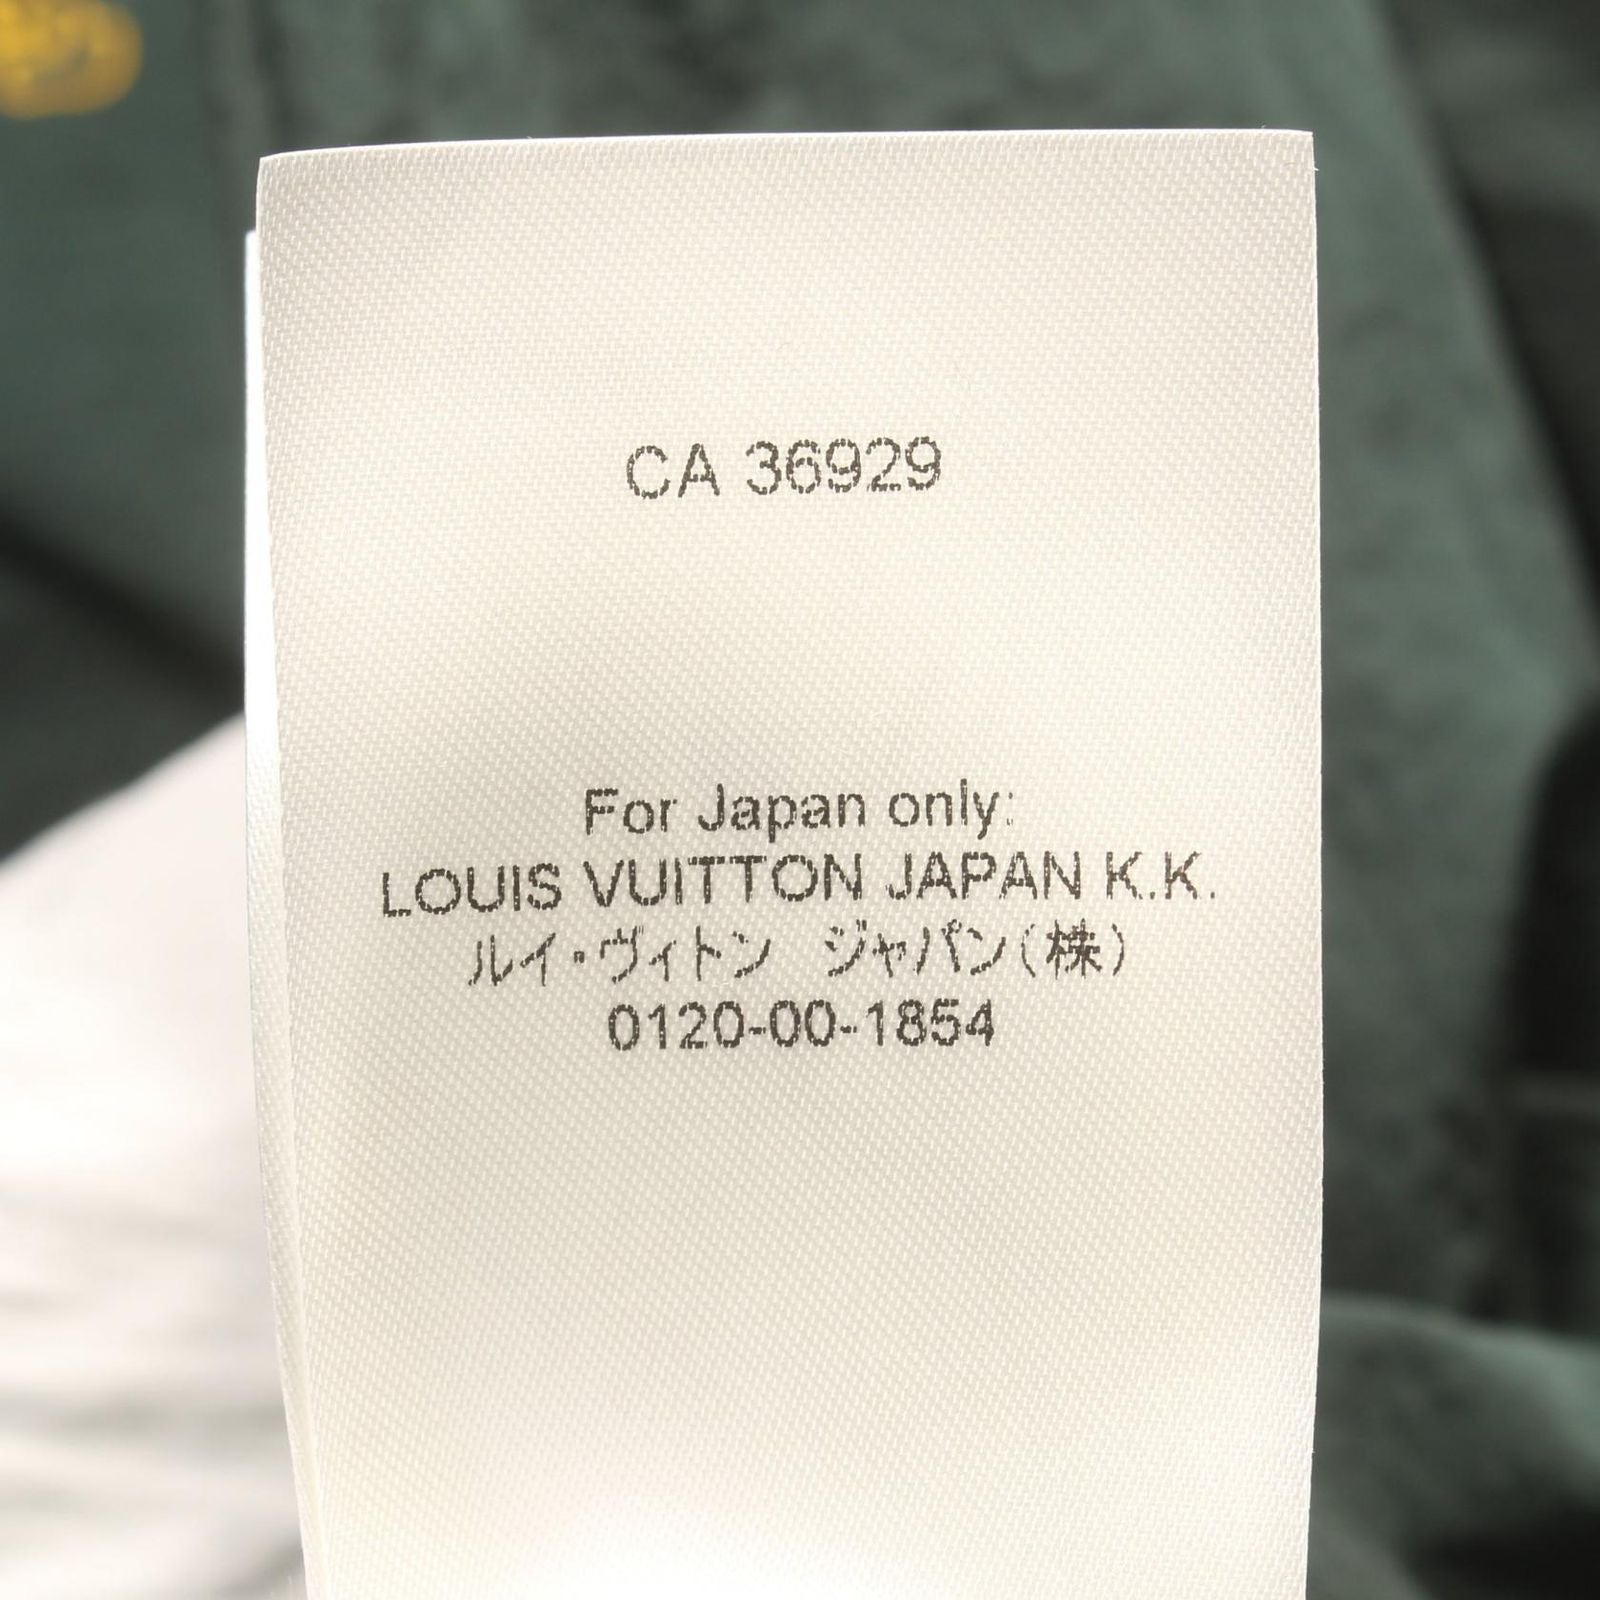 CA 36929
For Japan only:
LOUIS VUITTON JAPAN K.K.
ルイ・ヴィトン　ジャパン(株)
0120-00-1854